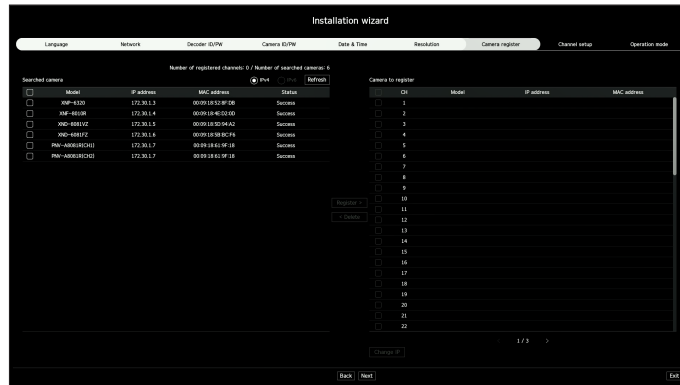 Installation wizard
Language Network Decoder ID/PW Camera ID/PW Date & Time Resolution Camera register Channel setup Operation mode
Number of registered channels: 0 / Number of searched cameras: 6
Searched camera IPv4 IPv6 Refresh Camera to register
Model IP address MAC address Status CH Model IP address MAC address
XNP-6320 172.30.1.3 00:09:18:52:8F:DB Success 1
XNF-8010R 172.30.1.4 00:09:18:4E:D2:0D Success 2
XND-8081VZ 172.30.1.5 00:09:18:5D:94:A2 Success 3
XND-6081FZ 172.30.1.6 00:09:18:5B:BC:F6 Success 4
PNV-A8081R(CH1) 172.30.1.7 00:09:18:61:9F:18 Success 5
PNV-A8081R(CH2) 172.30.1.7 00:09:18:61:9F:18 Success 6
7
8
9
Register > 10
11
< Delete 12
13
14
15
16
17
18
19
20
21
22
1 / 3 >
Change IP
Back Next Exit